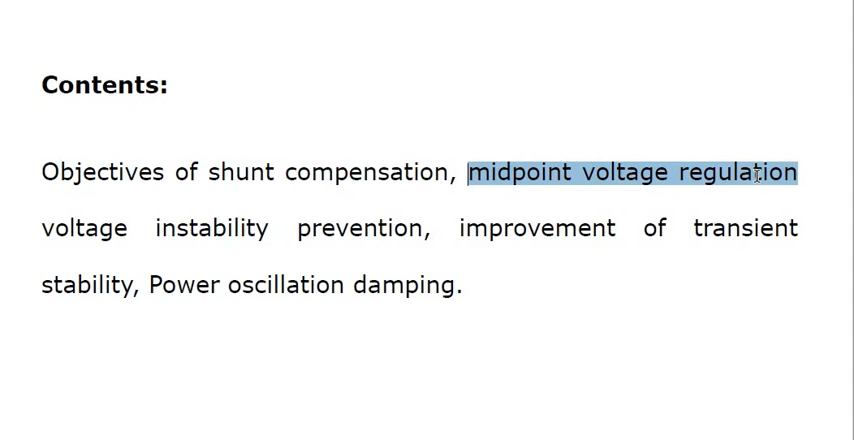 Contents:
Objectives of shunt compensation, midpoint voltage regulation
voltage instability prevention, improvement of transient
stability, Power oscillation damping.